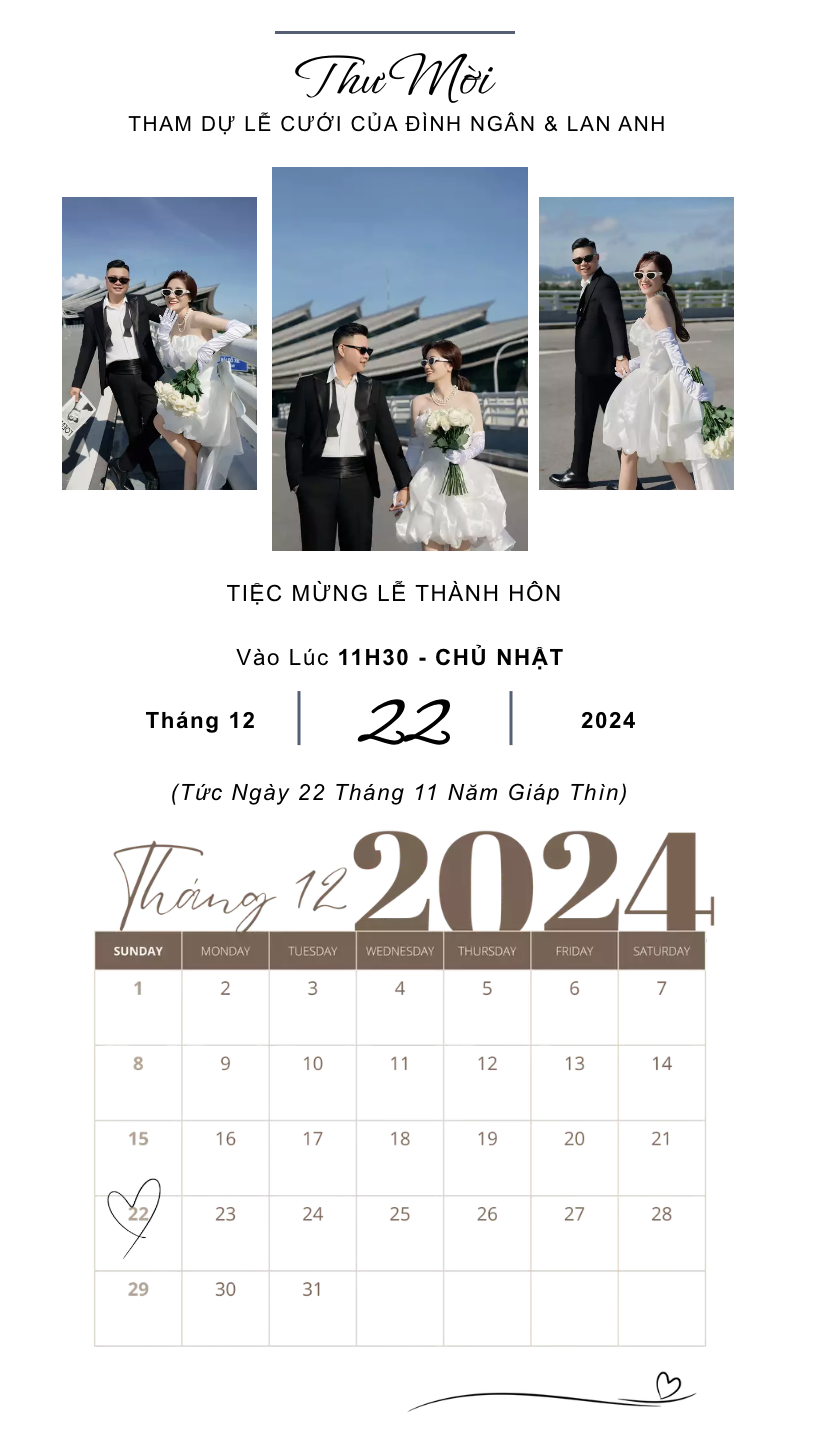 Thư Mời
THAM DỰ LỄ CƯỚI CỦA ĐÌNH NGÂN & LAN ANH
TIỆC MỪNG LỄ THÀNH HÔN
Vào Lúc 11H30 - CHỦ NHẬT
Tháng 12 22 2024
(Tức Ngày 22 Tháng 11 Năm Giáp Thìn)
Tháng 12 2024
SUNDAY MONDAY TUESDAY WEDNESDAY THURSDAY FRIDAY SATURDAY
1 2 3 4 5 6 7
8 9 10 11 12 13 14
15 16 17 18 19 20 21
22 23 24 25 26 27 28
29 30 31